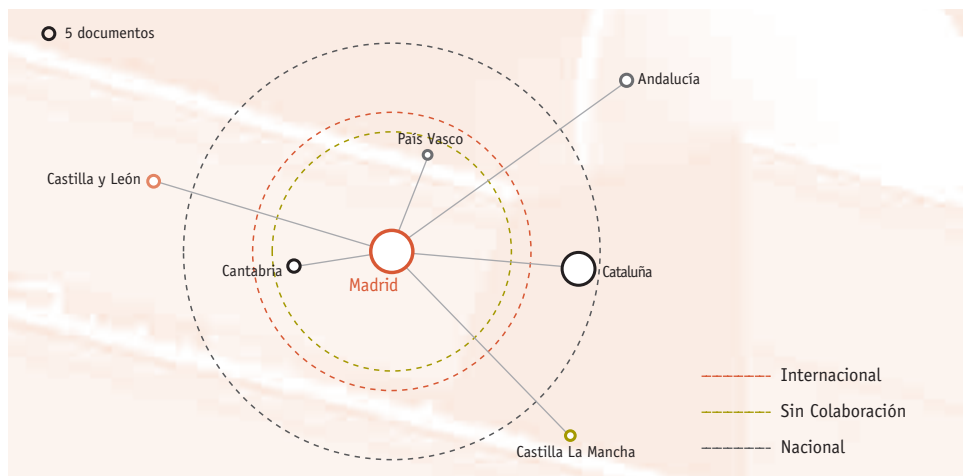 5 documentos
Andalucía
País Vasco
Castilla y León
Cantabria
Cataluña
Madrid
Internacional
Sin Colaboración
Nacional
Castilla La Mancha